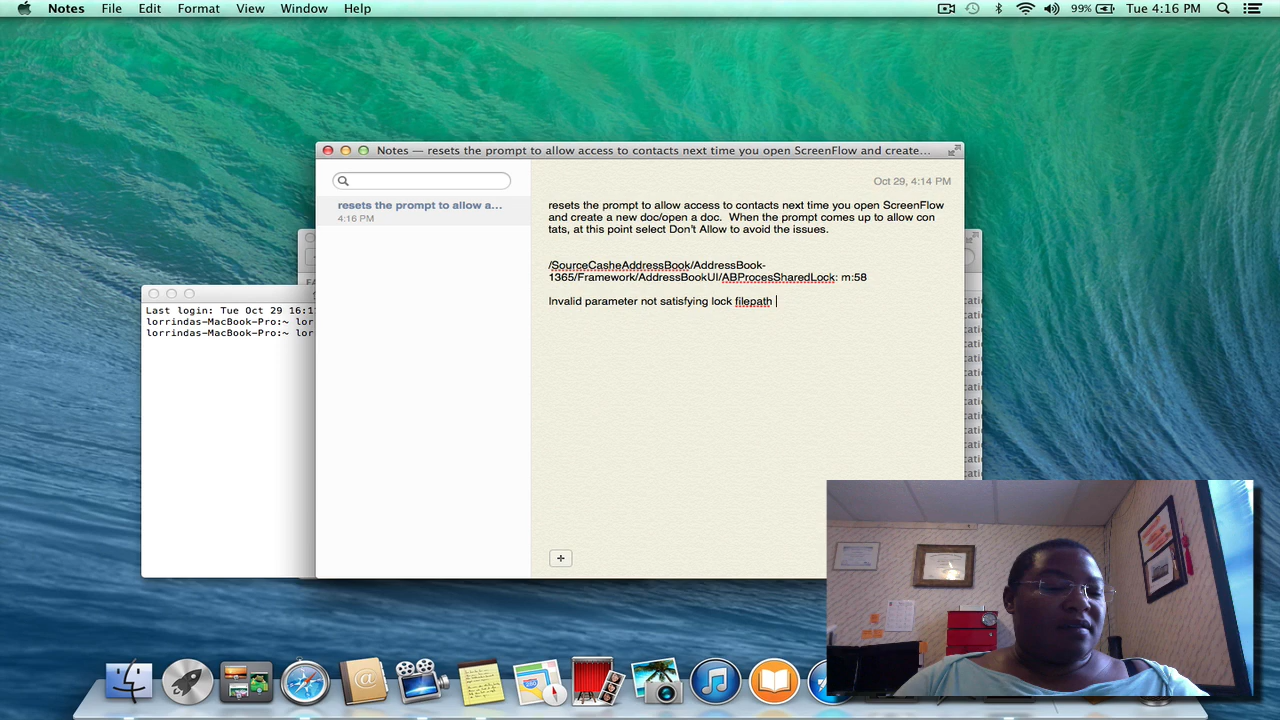 Notes File Edit Format View Window Help 99% Tue 4:16 PM
Notes — resets the prompt to allow access to contacts next time you open ScreenFlow and create…
Oct 29, 4:14 PM
resets the prompt to allow a...
4:16 PM
resets the prompt to allow access to contacts next time you open ScreenFlow
and create a new doc/open a doc.  When the prompt comes up to allow con
tats, at this point select Don't Allow to avoid the issues.
/SourceCasheAddressBook/AddressBook-
1365/Framework/AddressBookUI/ABProcesSharedLock: m:58
Invalid parameter not satisfying lock filepath
Last login: Tue Oct 29 16:1
lorrindas-MacBook-Pro:~ lor
lorrindas-MacBook-Pro:~ lor